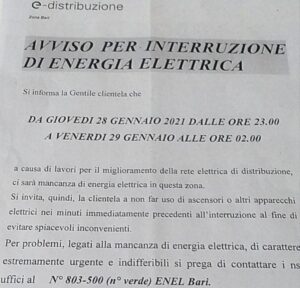 e-distribuzione
Zona Bari
AVVISO PER INTERRUZIONE
DI ENERGIA ELETTRICA
Si informa la Gentile clientela che
DA GIOVEDI 28 GENNAIO 2021 DALLE ORE 23.00
A VENERDI 29 GENNAIO ALLE ORE 02.00
a causa di lavori per il miglioramento della rete elettrica di distribuzione,
ci sarà mancanza di energia elettrica in questa zona.
Si invita, quindi, la clientela a non far uso di ascensori o altri apparecchi
elettrici nei minuti immediatamente precedenti all'interruzione al fine di
evitare spiacevoli inconvenienti.
Per problemi, legati alla mancanza di energia elettrica, di carattere
estremamente urgente e indifferibili si prega di contattare i ns
uffici al N° 803-500 (n° verde) ENEL Bari.